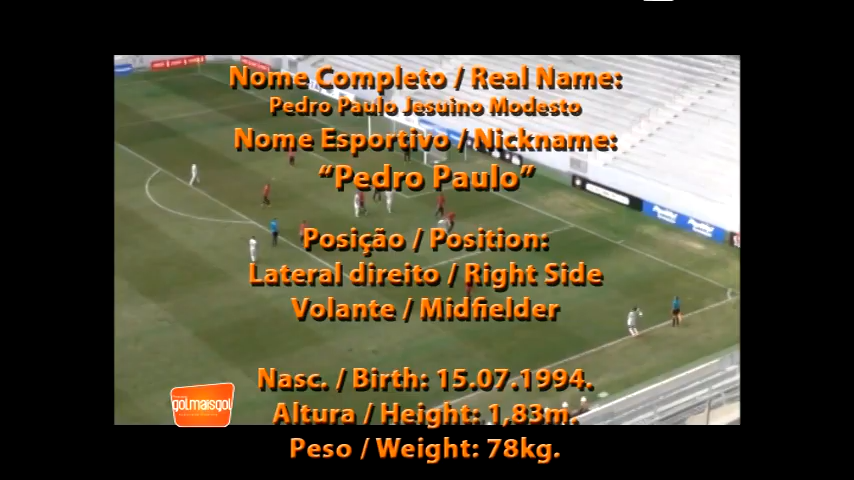 Nome Completo / Real Name:
Pedro Paulo Jesuino Modesto
Nome Esportivo / Nickname:
“Pedro Paulo”
Posição / Position:
Lateral direito / Right Side
Volante / Midfielder
Nasc. / Birth: 15.07.1994.
golmaisgol
Altura / Height: 1,83m.
Peso / Weight: 78kg.